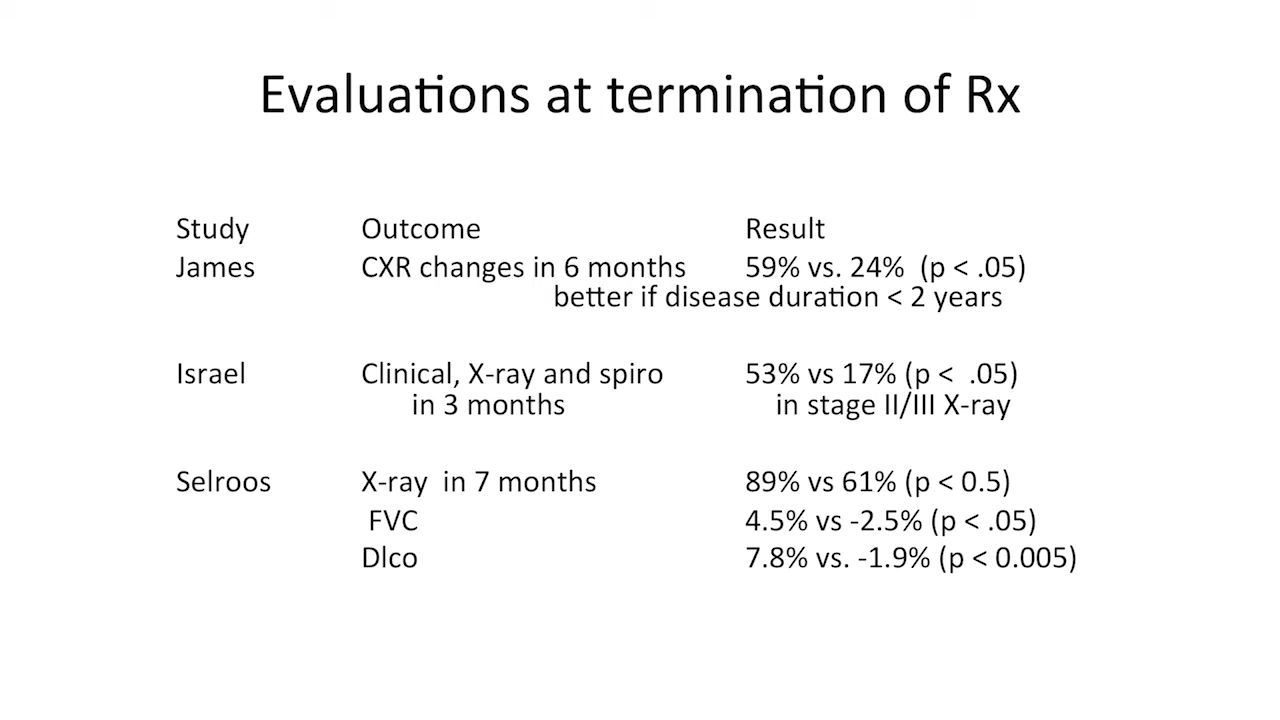 Evaluations at termination of Rx
Study Outcome Result
James CXR changes in 6 months 59% vs. 24% (p < .05)
better if disease duration < 2 years
Israel Clinical, X-ray and spiro 53% vs 17% (p < .05)
in 3 months in stage II/III X-ray
Selroos X-ray in 7 months 89% vs 61% (p < 0.5)
FVC 4.5% vs -2.5% (p < .05)
Dlco 7.8% vs. -1.9% (p < 0.005)